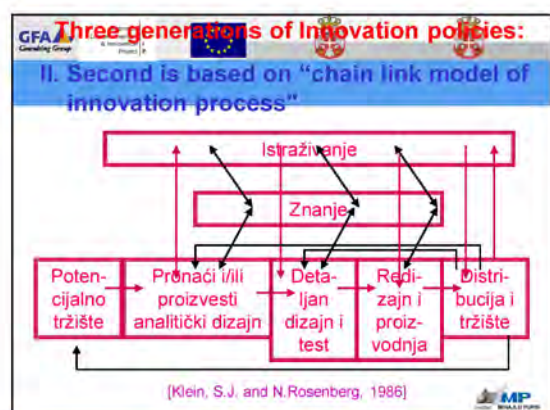 Three generations of Innovation policies:
GFA
Consulting Group
& Innovation
Project
II. Second is based on “chain link model of
innovation process”
Istraživanje
Znanje
Poten-
cijalno
tržište
Pronaći i/ili
proizvesti
analitički dizajn
Deta-
ljan
dizajn i
test
Redi-
zajn i
proiz-
vodnja
Distri-
bucija i
tržište
[Klein, S.J. and N.Rosenberg, 1986]
MP